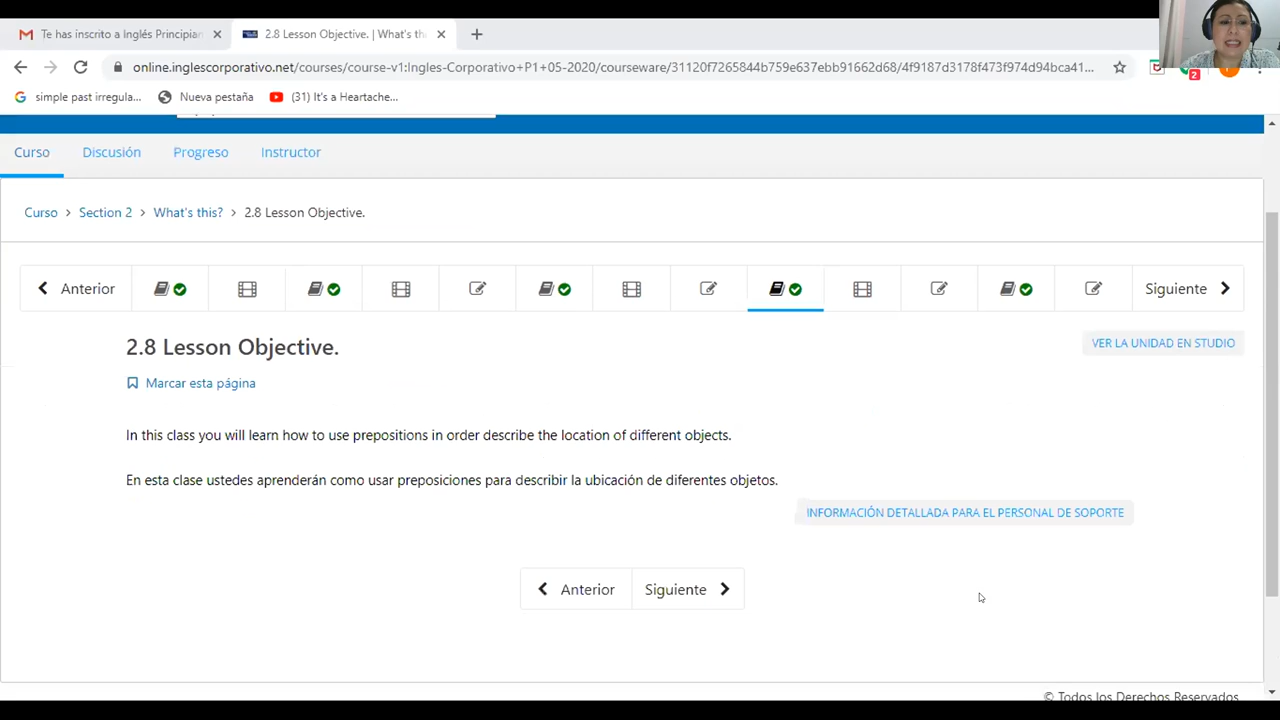 Te has inscrito a Inglés Principian
2.8 Lesson Objective. | What's th
online.inglescorporativo.net/courses/course-v1:Ingles-Corporativo+P1+0S-2020/courseware/31120f7265844b759e637ebb91662d68/4f9187d3178f473f974d94bca41...
2
simple past irregula...
Nueva pestaña
(31) It's a Heartache...
Curso
Discusión
Progreso
Instructor
Curso > Section 2 > What's this? > 2.8 Lesson Objective.
Anterior
Siguiente
2.8 Lesson Objective.
VER LA UNIDAD EN STUDIO
Marcar esta página
In this class you will learn how to use prepositions in order describe the location of different objects.
En esta clase ustedes aprenderán como usar preposiciones para describir la ubicación de diferentes objetos.
INFORMACIÓN DETALLADA PARA EL PERSONAL DE SOPORTE
Anterior
Siguiente
© Todos los Derechos Reservados.